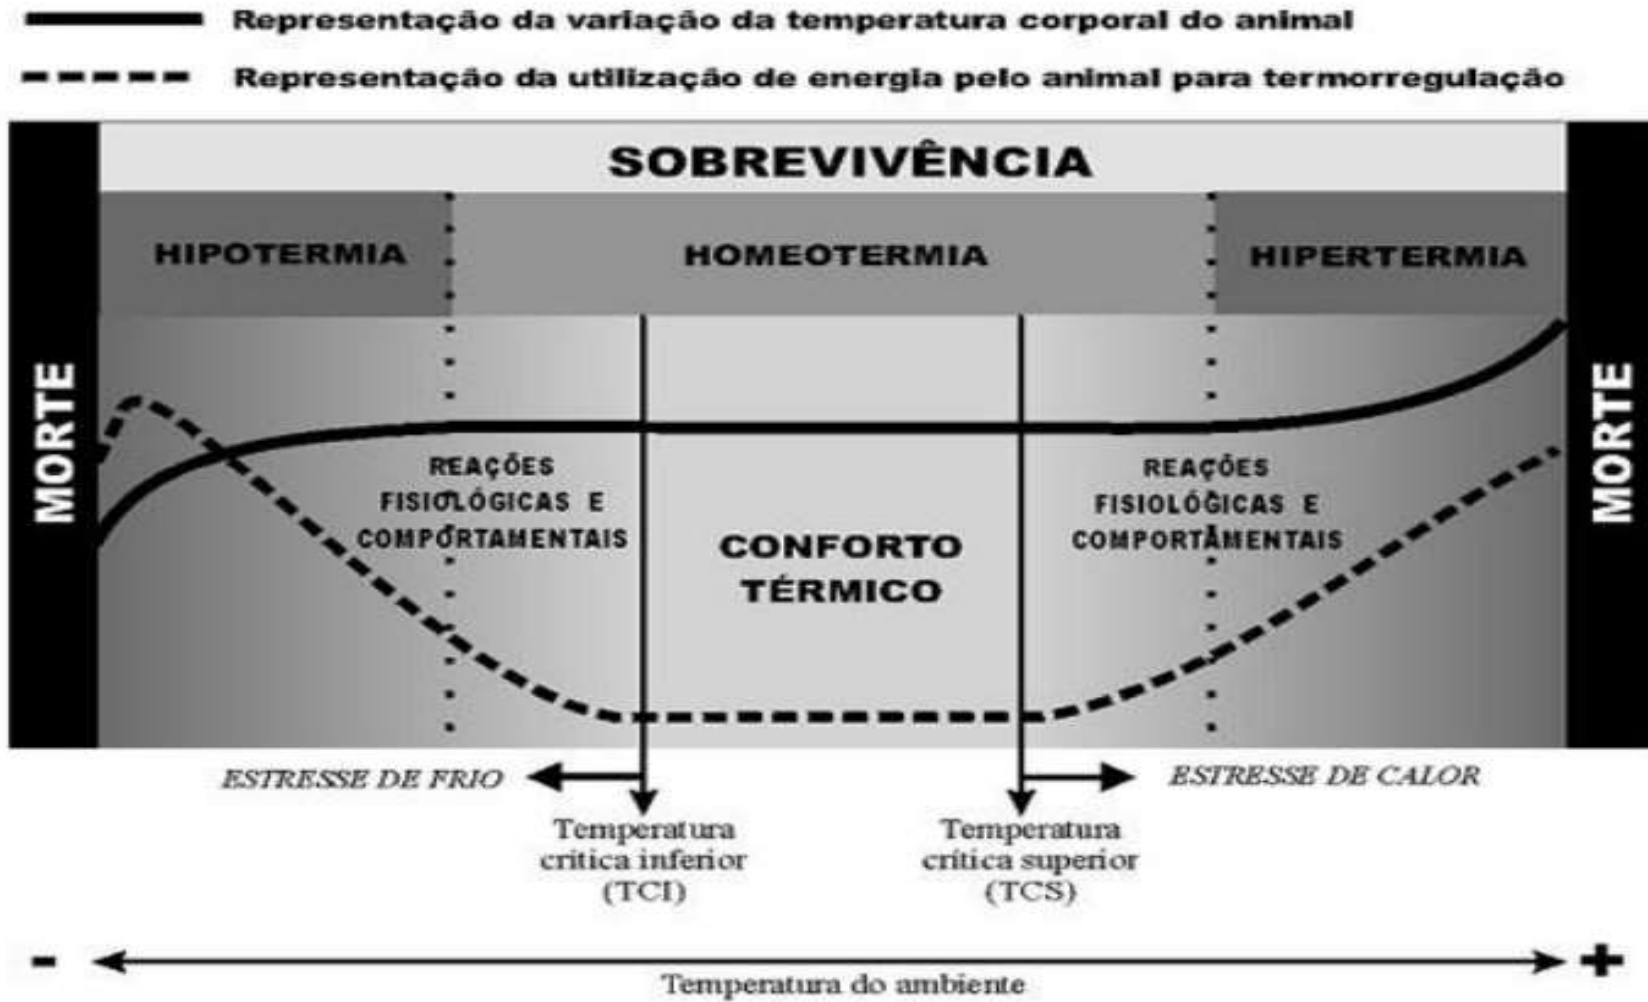 Representação da variação da temperatura corporal do animal
Representação da utilização de energia pelo animal para termorregulação
SOBREVIVÊNCIA
HIPOTERMIA
HOMEOTERMIA
HIPERTERMIA
MORTE
MORTE
REAÇÕES
FISIOLÓGICAS E
COMPORTAMENTAIS
CONFORTO
TÉRMICO
REAÇÕES
FISIOLÓGICAS E
COMPORTAMENTAIS
ESTRESSE DE FRIO
ESTRESSE DE CALOR
Temperatura
crítica inferior
(TCI)
Temperatura
crítica superior
(TCS)
- +
Temperatura do ambiente